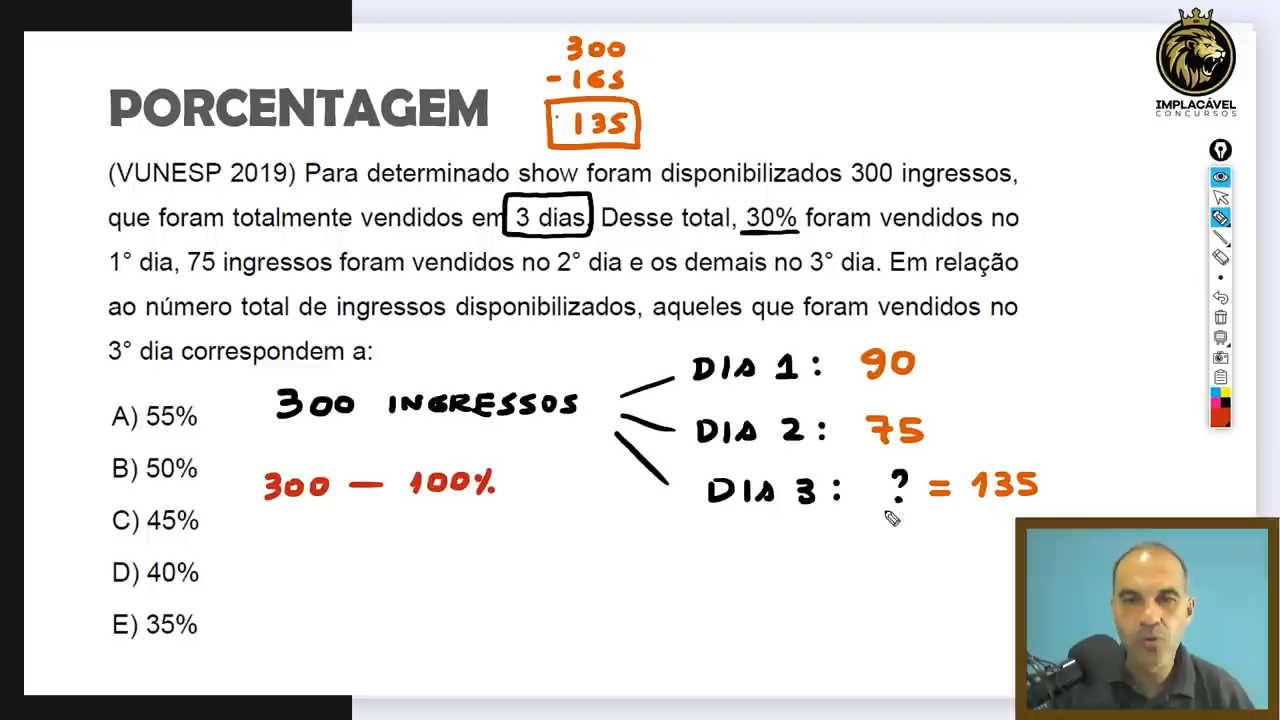 300
- 165
135
PORCENTAGEM
IMPLACÁVEL
CONCURSOS
(VUNESP 2019) Para determinado show foram disponibilizados 300 ingressos,
que foram totalmente vendidos em 3 dias. Desse total, 30% foram vendidos no
1° dia, 75 ingressos foram vendidos no 2° dia e os demais no 3° dia. Em relação
ao número total de ingressos disponibilizados, aqueles que foram vendidos no
3° dia correspondem a:
300 INGRESSOS
DIA 1 : 90
DIA 2 : 75
DIA 3 : ? = 135
300 — 100%
A) 55%
B) 50%
C) 45%
D) 40%
E) 35%